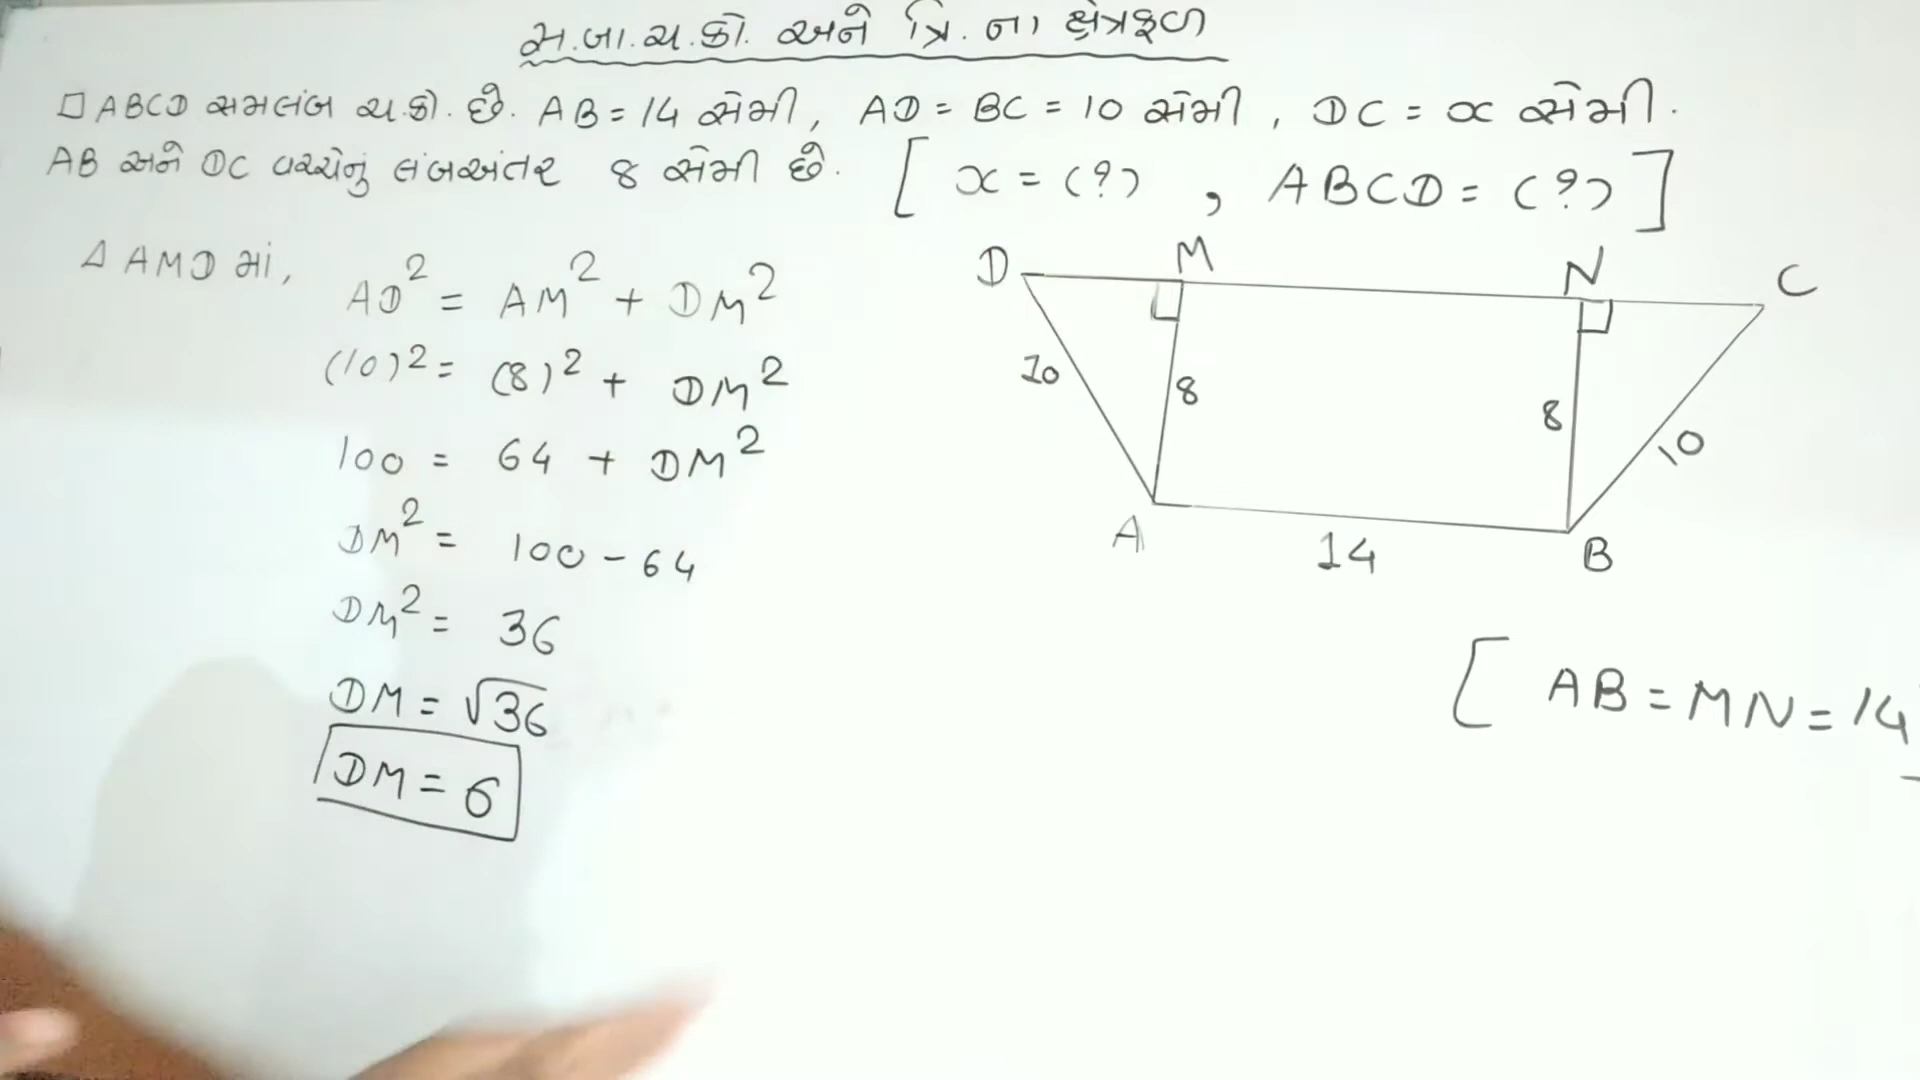 સ.બા.ચ.કો. અને ત્રિ. ના ક્ષેત્રફળ
□ ABCD સમલંબ ચ.કો. છે. AB = 14 સેમી, AD = BC = 10 સેમી, DC = x સેમી.
AB અને DC વચ્ચેનું લંબઅંતર 8 સેમી છે. [ x = (?) , ABCD = (?) ]
Δ AMD માં, AD² = AM² + DM²
(10)² = (8)² + DM²
100 = 64 + DM²
DM² = 100 - 64
DM² = 36
DM = √36
DM = 6
D M N C
10 8 8 10
A 14 B
[ AB = MN = 14